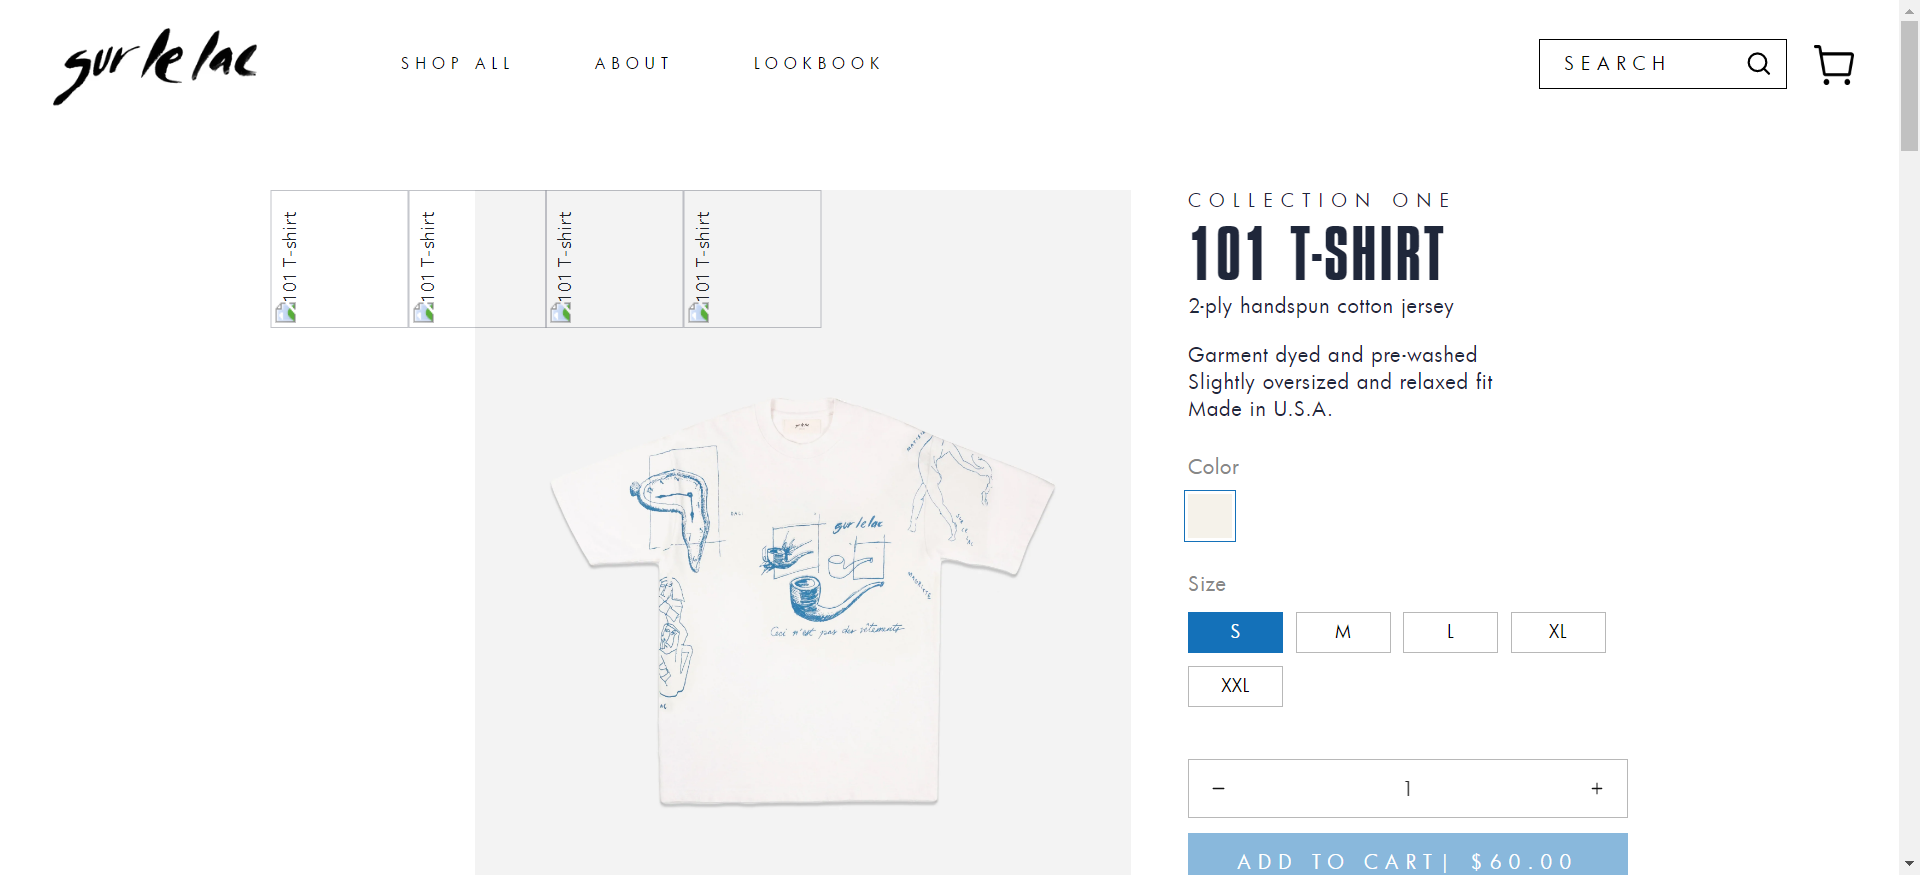 sur le lac
SHOP ALL
ABOUT
LOOKBOOK
SEARCH
101 T-shirt
101 T-shirt
101 T-shirt
101 T-shirt
COLLECTION ONE
101 T-SHIRT
2-ply handspun cotton jersey
Garment dyed and pre-washed
Slightly oversized and relaxed fit
Made in U.S.A.
Color
Size
S
M
L
XL
XXL
1
ADD TO CART| $60.00
sur le lac
MAGRITTE
Ceci n'est pas des vêtements